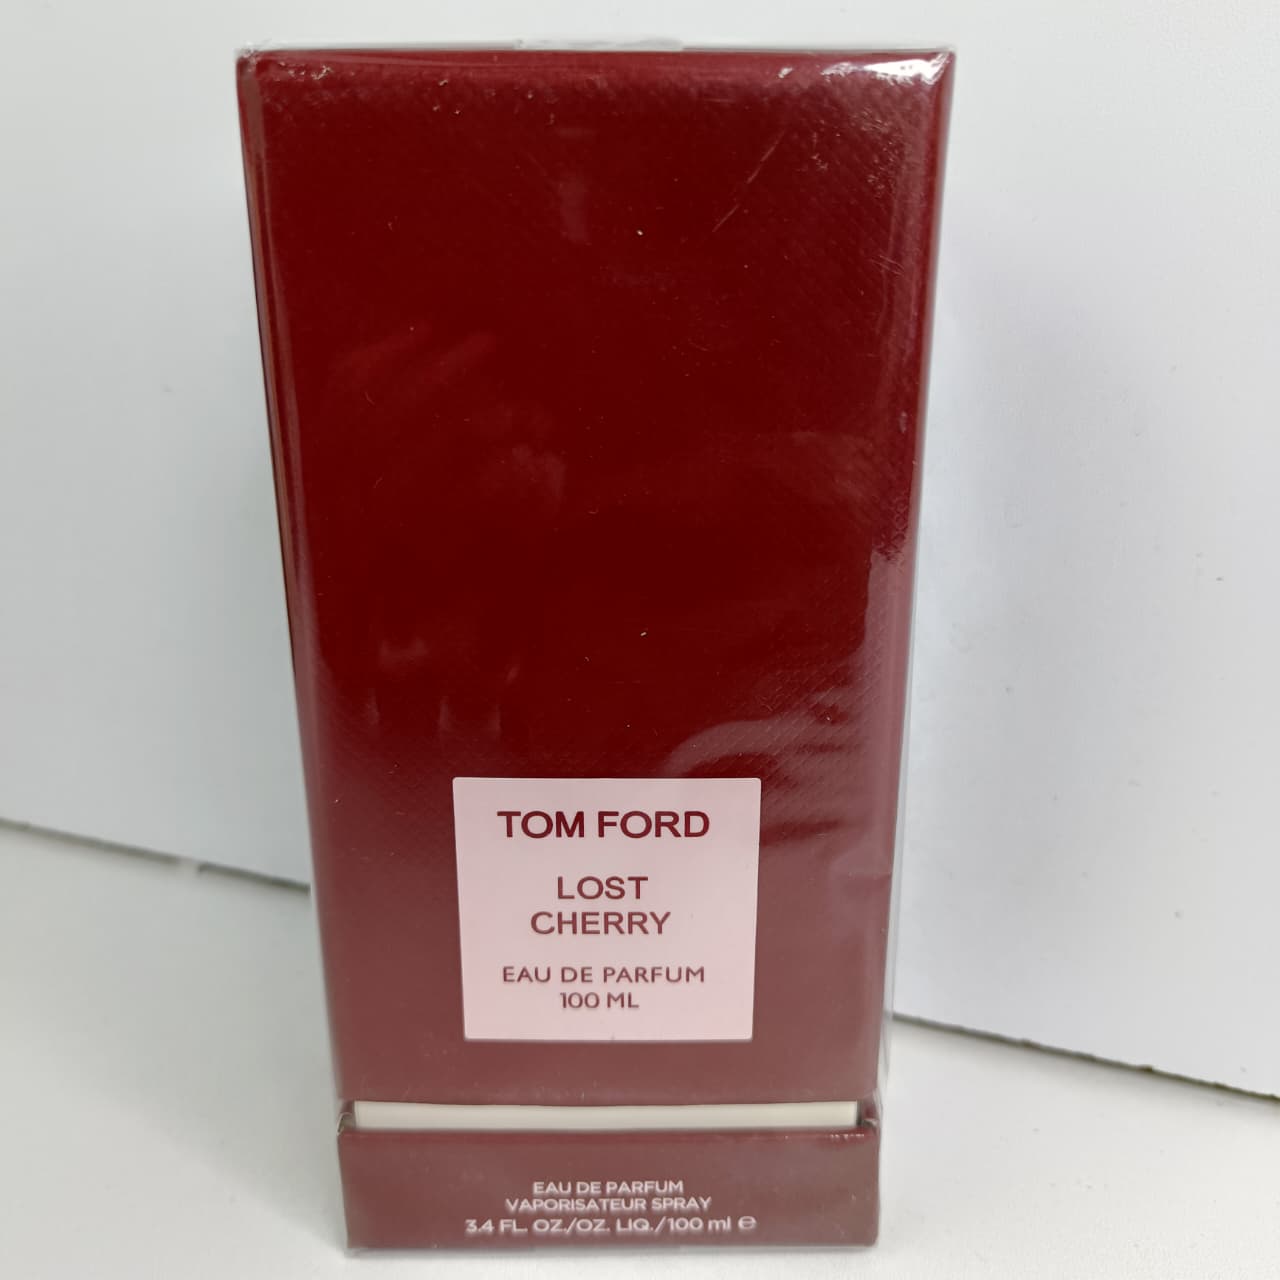 TOM FORD
LOST
CHERRY
EAU DE PARFUM
100 ML
EAU DE PARFUM
VAPORISATEUR SPRAY
3.4 FL. OZ./OZ. LIQ./100 ml ℮